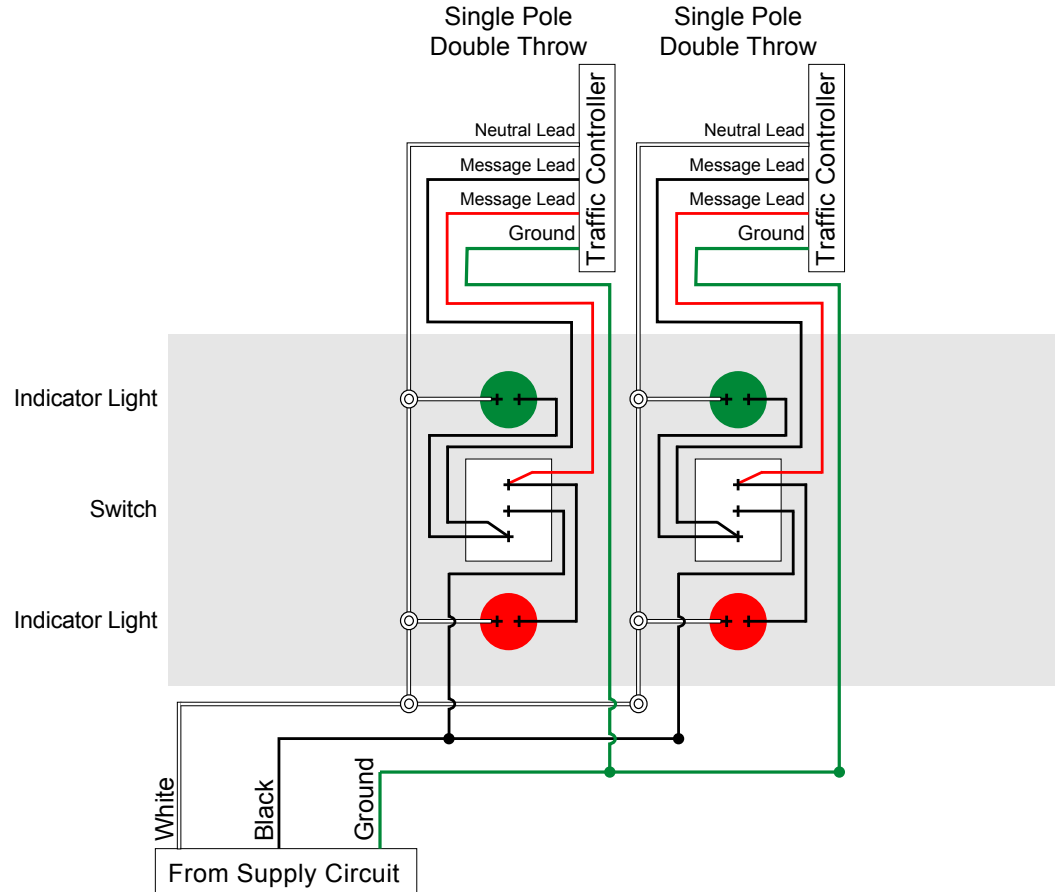 Single Pole
Double Throw
Single Pole
Double Throw
Traffic Controller
Neutral Lead
Message Lead
Message Lead
Ground
Traffic Controller
Neutral Lead
Message Lead
Message Lead
Ground
Indicator Light
Switch
Indicator Light
White
Black
Ground
From Supply Circuit